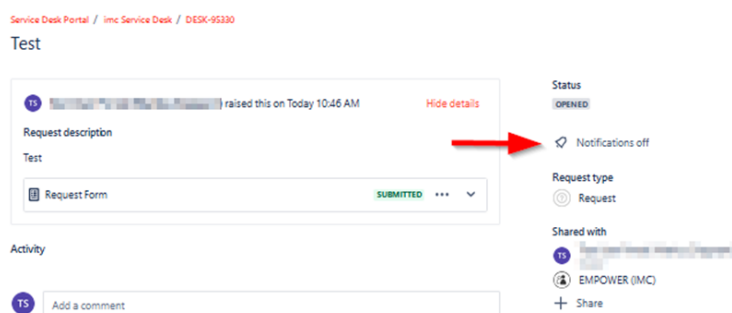 Service Desk Portal / imc Service Desk / DESK-95330
Test
TS ) raised this on Today 10:46 AM Hide details
Request description
Test
Request Form SUBMITTED
Activity
TS Add a comment
Status
OPENED
Notifications off
Request type
Request
Shared with
TS
EMPOWER (IMC)
Share